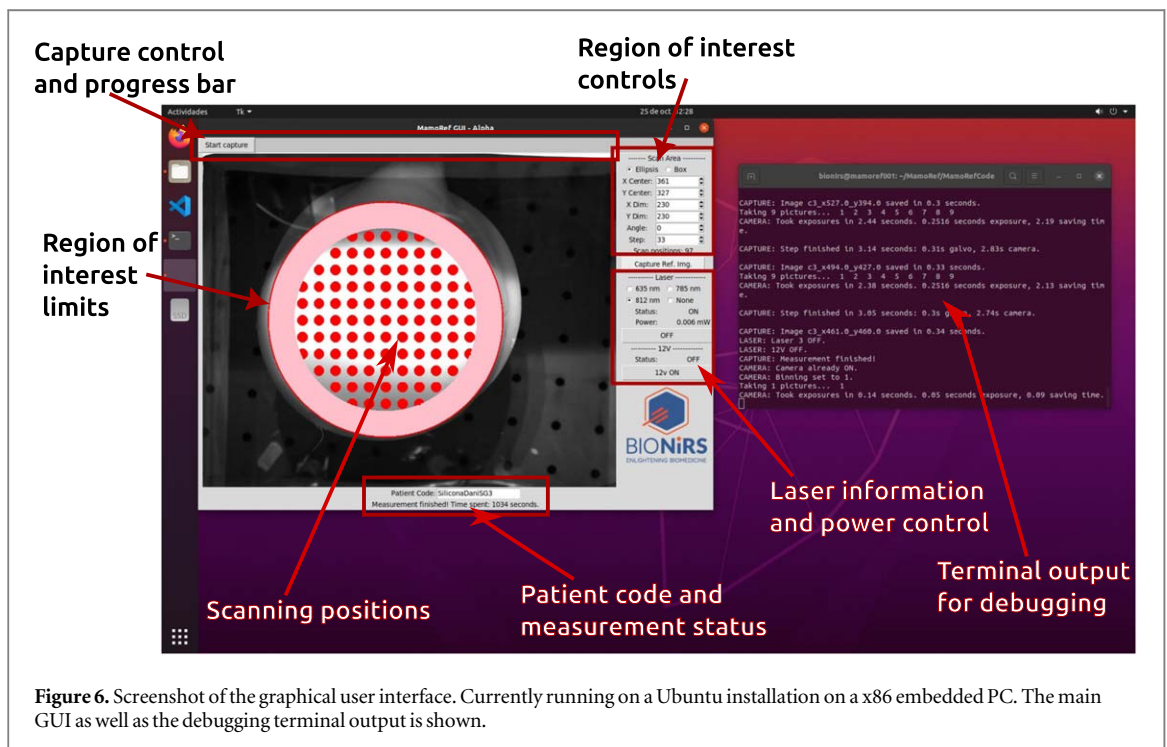 Capture control
and progress bar
Region of interest
controls
Actividades Tk
25 de oct 12:28
MamoRef GUI - Alpha
Start capture
Region of
interest
limits
------- Scan Area -------
Ellipsis Box
X Center: 361
Y Center: 327
X Dim: 230
Y Dim: 230
Angle: 0
Step: 33
Scan positions: 97
Capture Ref. Img.
--------- Laser -----------
635 nm 785 nm
812 nm None
Status: ON
Power: 0.006 mW
OFF
---------- 12V -----------
Status: OFF
12v ON
BIONiRS
ENLIGHTENING BIOMEDICINE
SSD
Patient Code: SiliconaDaniSG3
Measurement finished! Time spent: 1034 seconds.
bionirs@mamoref001: ~/MamoRef/MamoRefCode
CAPTURE: Image c3_x527.0_y394.0 saved in 0.3 seconds.
Taking 9 pictures... 1 2 3 4 5 6 7 8 9
CAMERA: Took exposures in 2.44 seconds. 0.2516 seconds exposure, 2.19 saving tim
e.
CAPTURE: Step finished in 3.14 seconds: 0.31s galvo, 2.83s camera.
CAPTURE: Image c3_x494.0_y427.0 saved in 0.33 seconds.
Taking 9 pictures... 1 2 3 4 5 6 7 8 9
CAMERA: Took exposures in 2.38 seconds. 0.2516 seconds exposure, 2.13 saving tim
e.
CAPTURE: Step finished in 3.05 seconds: 0.3s galvo, 2.74s camera.
CAPTURE: Image c3_x461.0_y460.0 saved in 0.34 seconds.
LASER: Laser 3 OFF.
LASER: 12V OFF.
CAPTURE: Measurement finished!
CAMERA: Camera already ON.
CAMERA: Binning set to 1.
Taking 1 pictures... 1
CAMERA: Took exposures in 0.14 seconds. 0.05 seconds exposure, 0.09 saving time.
Laser information
and power control
Scanning positions
Patient code and
measurement status
Terminal output
for debugging
Figure 6. Screenshot of the graphical user interface. Currently running on a Ubuntu installation on a x86 embedded PC. The main
GUI as well as the debugging terminal output is shown.